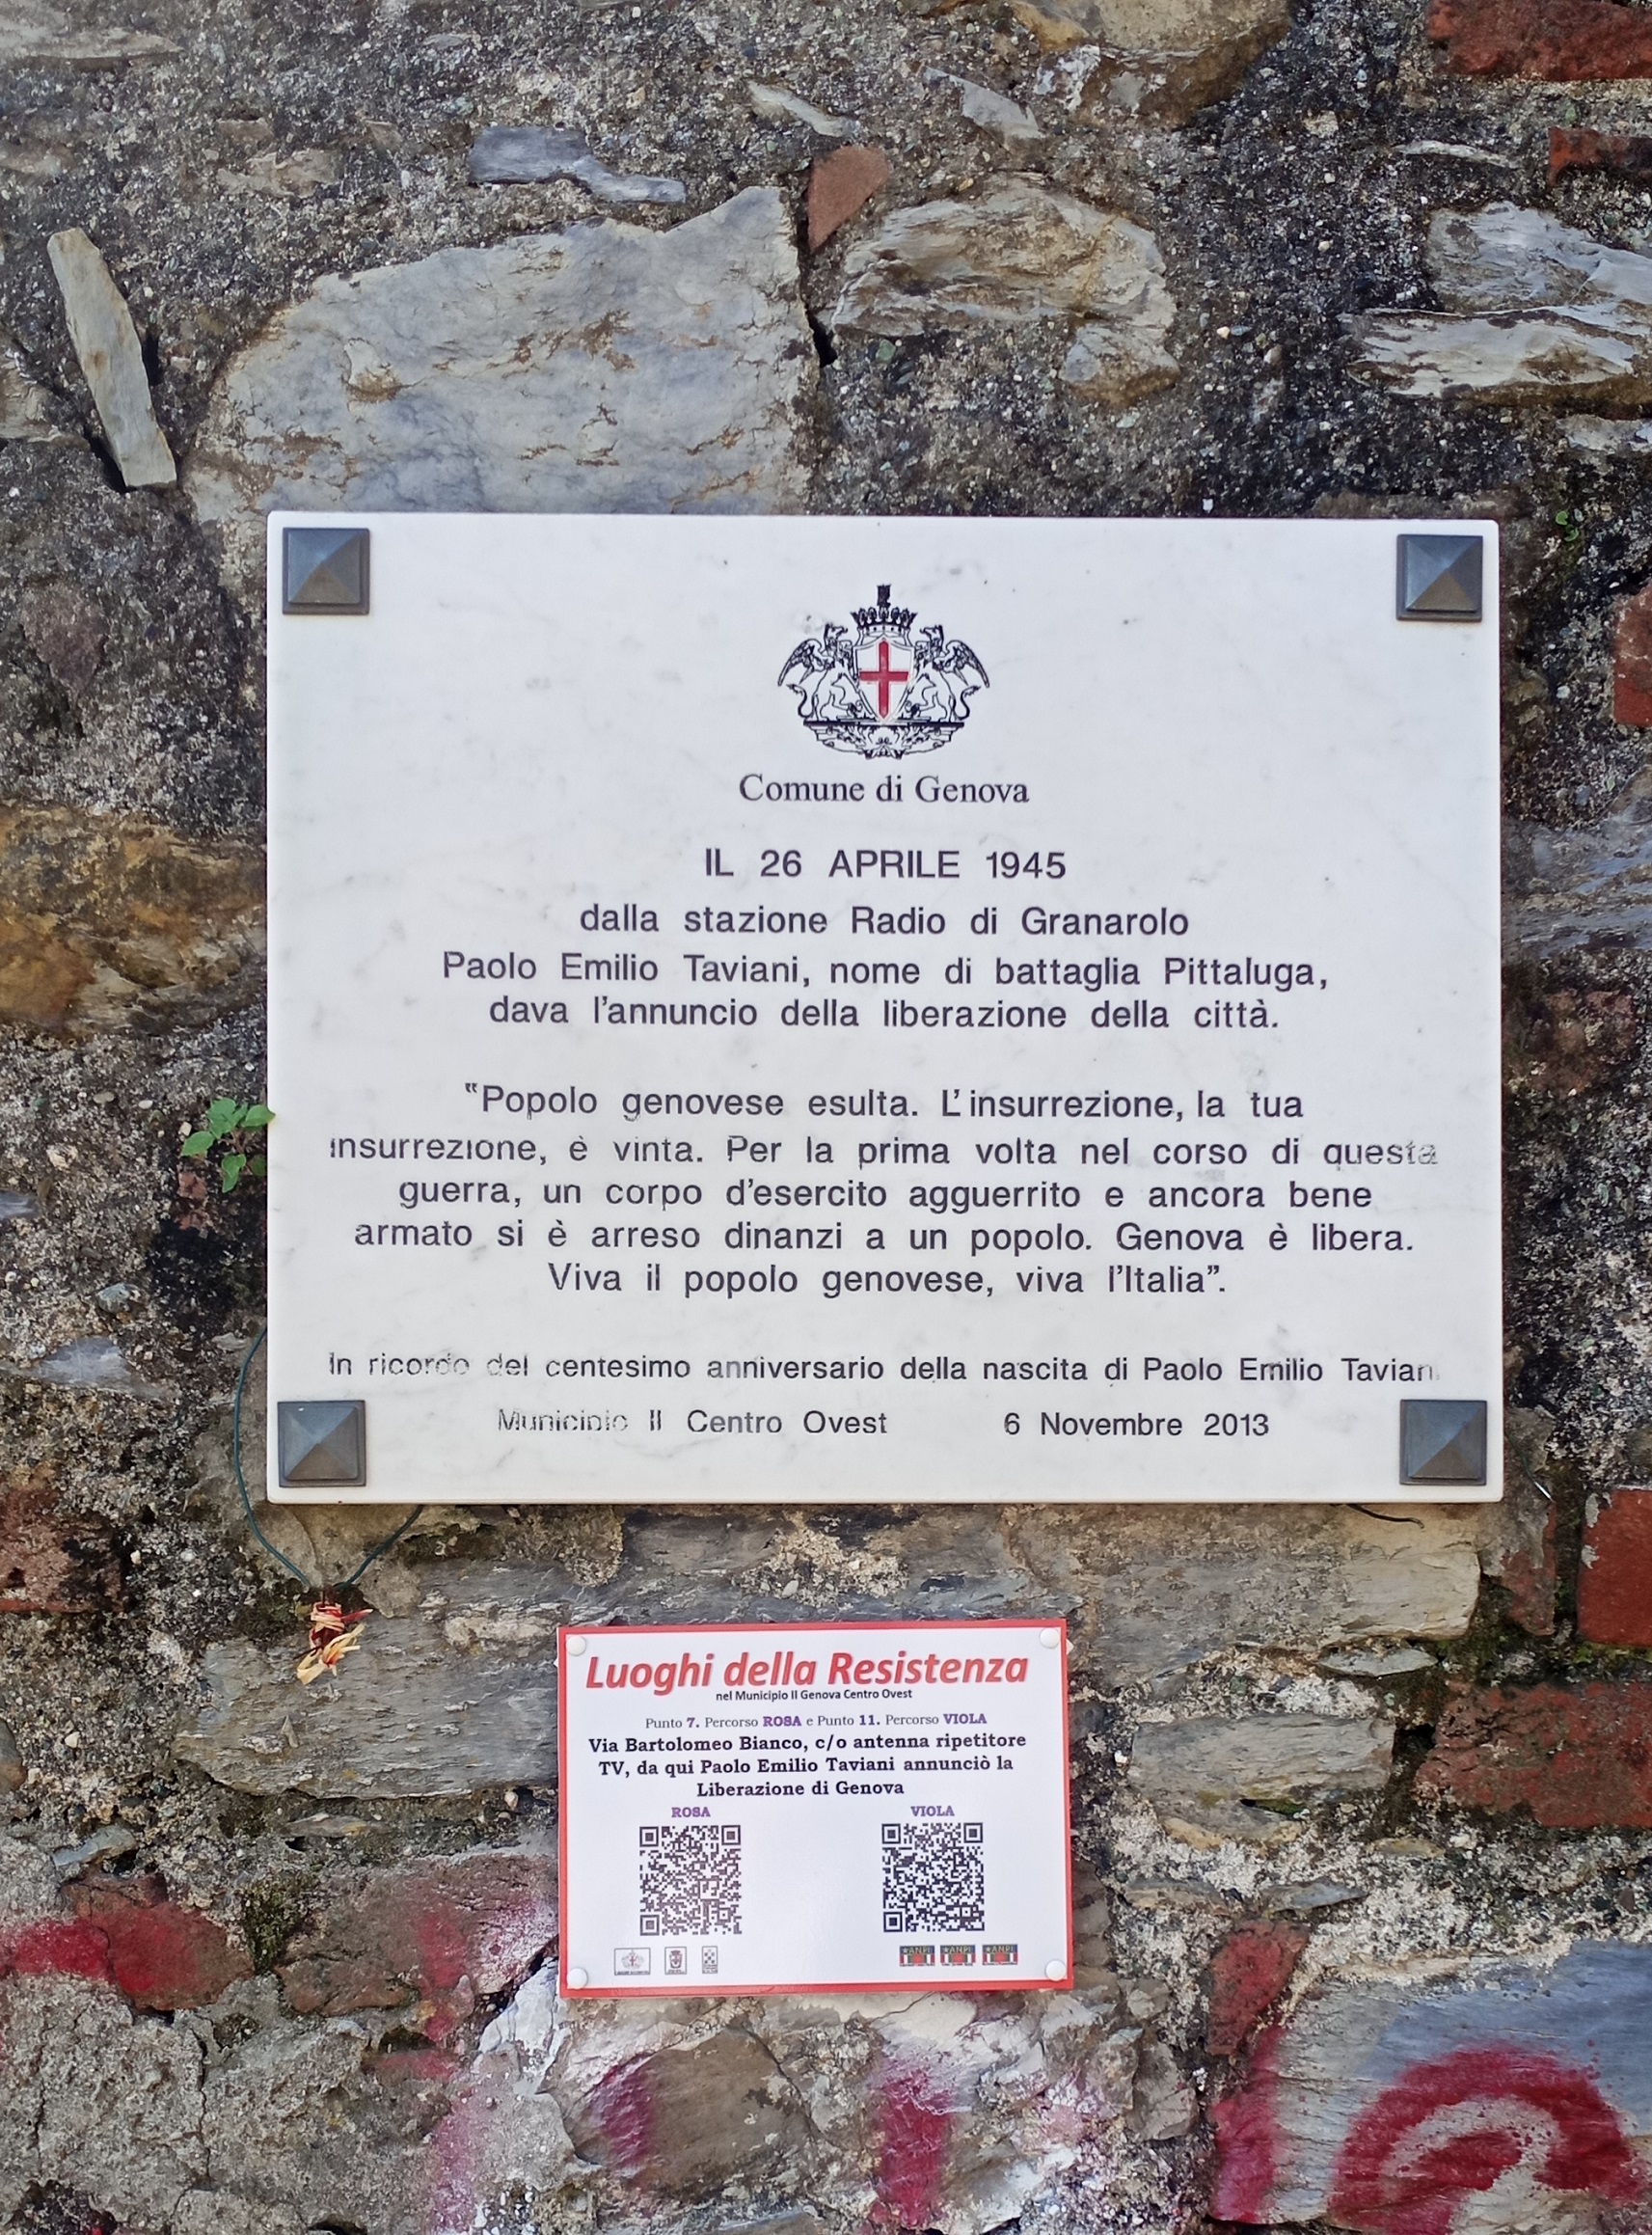 Comune di Genova
IL 26 APRILE 1945
dalla stazione Radio di Granarolo
Paolo Emilio Taviani, nome di battaglia Pittaluga,
dava l'annuncio della liberazione della città.
"Popolo genovese esulta. L'insurrezione, la tua
insurrezione, è vinta. Per la prima volta nel corso di questa
guerra, un corpo d'esercito agguerrito e ancora bene
armato si è arreso dinanzi a un popolo. Genova è libera.
Viva il popolo genovese, viva l'Italia".
In ricordo del centesimo anniversario della nascita di Paolo Emilio Taviani
Municipio II Centro Ovest 6 Novembre 2013
Luoghi della Resistenza
nel Municipio II Genova Centro Ovest
Punto 7. Percorso ROSA e Punto 11. Percorso VIOLA
Via Bartolomeo Bianco, c/o antenna ripetitore
TV, da qui Paolo Emilio Taviani annunciò la
Liberazione di Genova
ROSA VIOLA
ANPI ANPI ANPI